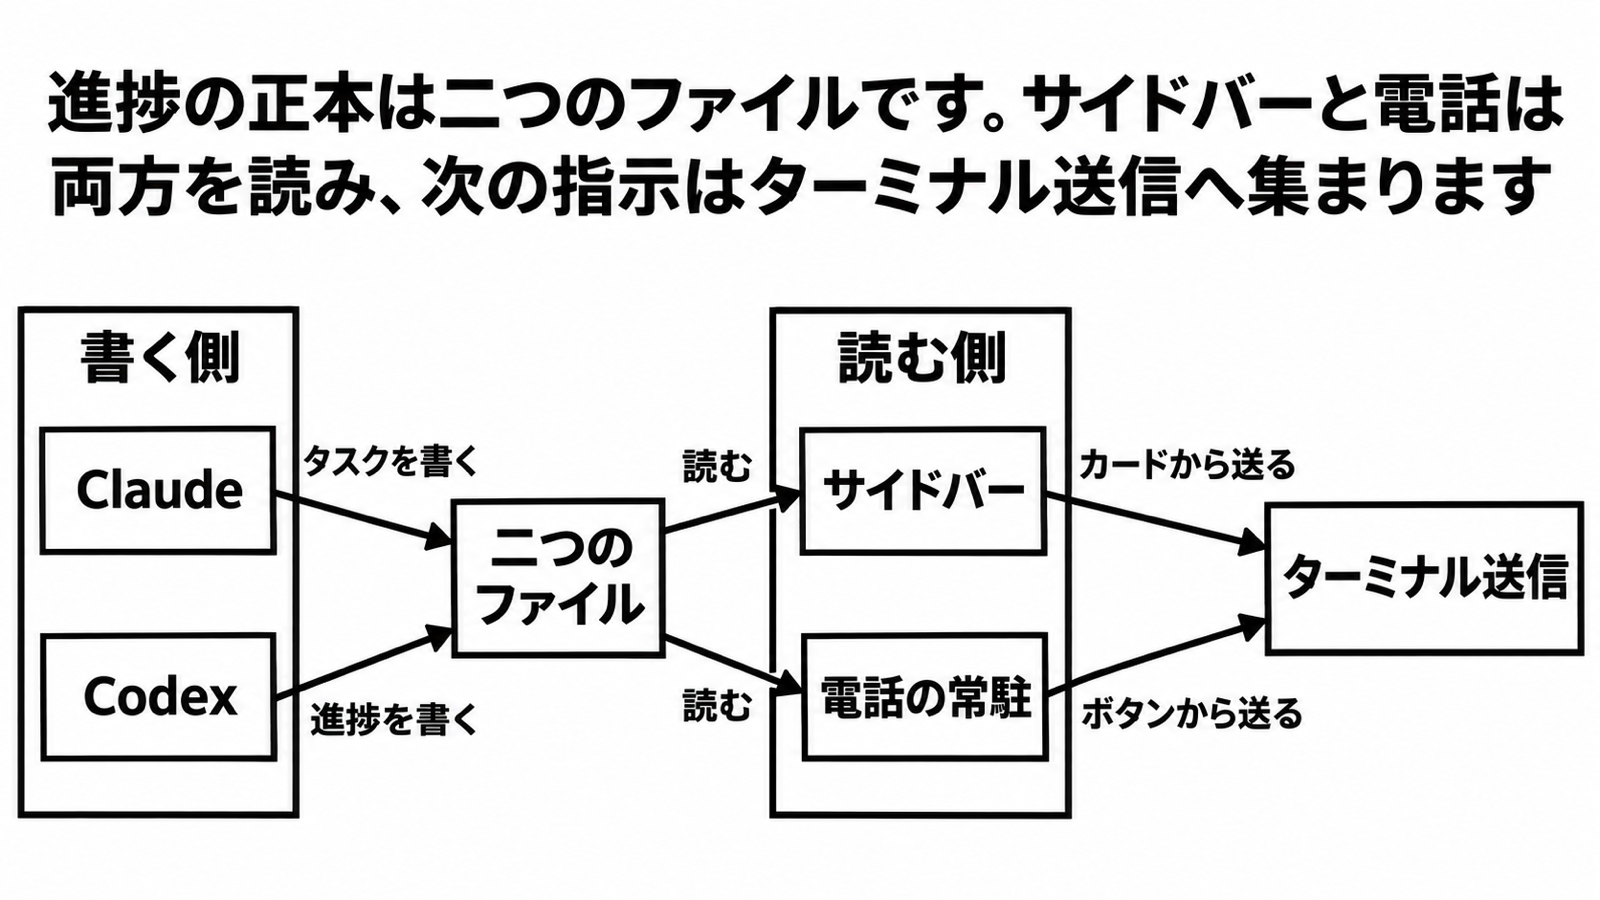 進捗の正本は二つのファイルです。サイドバーと電話は
両方を読み、次の指示はターミナル送信へ集まります
書く側
Claude
Codex
タスクを書く
進捗を書く
二つの
ファイル
読む
読む
読む側
サイドバー
電話の常駐
カードから送る
ボタンから送る
ターミナル送信